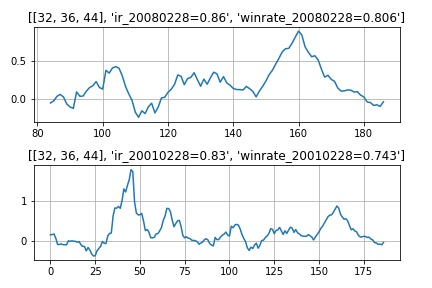 [[32, 36, 44], 'ir_20080228=0.86', 'winrate_20080228=0.806']
0.5
0.0
80 100 120 140 160 180
[[32, 36, 44], 'ir_20010228=0.83', 'winrate_20010228=0.743']
1
0
0 25 50 75 100 125 150 175